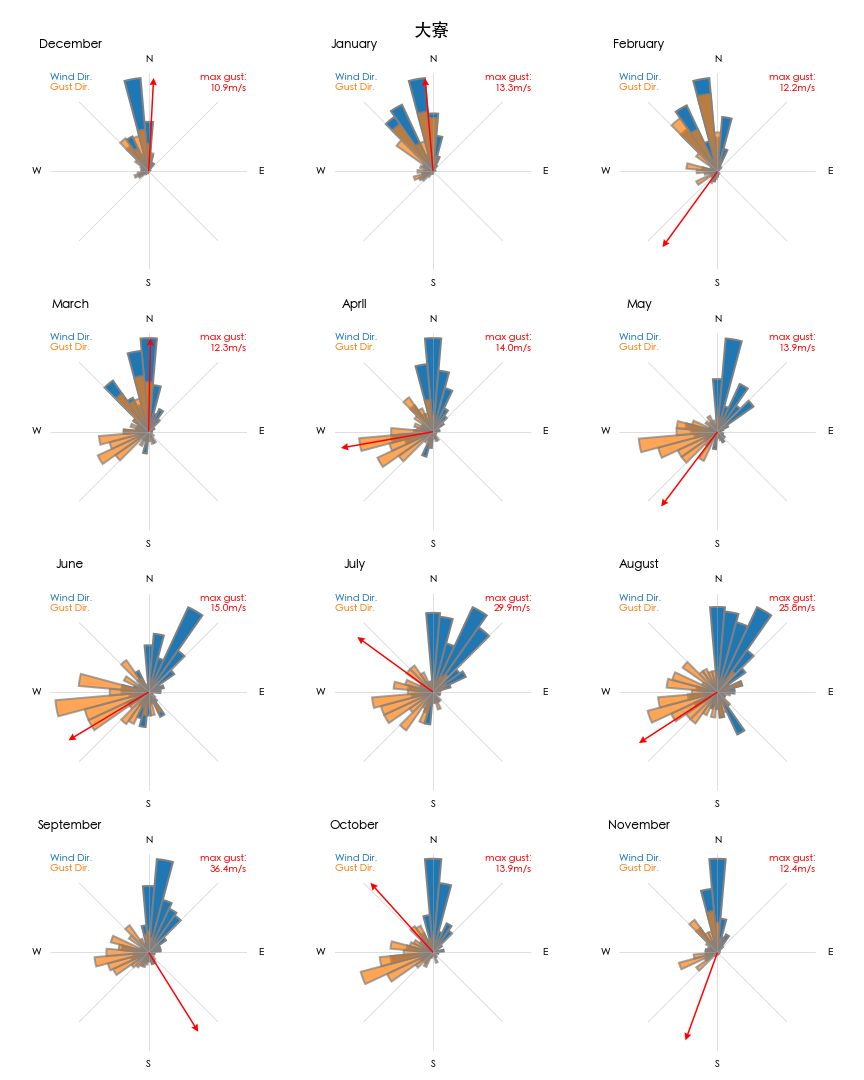 大寮
December
N
Wind Dir.
Gust Dir.
max gust:
10.9m/s
W
E
S
January
N
Wind Dir.
Gust Dir.
max gust:
13.3m/s
W
E
S
February
N
Wind Dir.
Gust Dir.
max gust:
12.2m/s
W
E
S
March
N
Wind Dir.
Gust Dir.
max gust:
12.3m/s
W
E
S
April
N
Wind Dir.
Gust Dir.
max gust:
14.0m/s
W
E
S
May
N
Wind Dir.
Gust Dir.
max gust:
13.9m/s
W
E
S
June
N
Wind Dir.
Gust Dir.
max gust:
15.0m/s
W
E
S
July
N
Wind Dir.
Gust Dir.
max gust:
29.9m/s
W
E
S
August
N
Wind Dir.
Gust Dir.
max gust:
25.8m/s
W
E
S
September
N
Wind Dir.
Gust Dir.
max gust:
36.4m/s
W
E
S
October
N
Wind Dir.
Gust Dir.
max gust:
13.9m/s
W
E
S
November
N
Wind Dir.
Gust Dir.
max gust:
12.4m/s
W
E
S